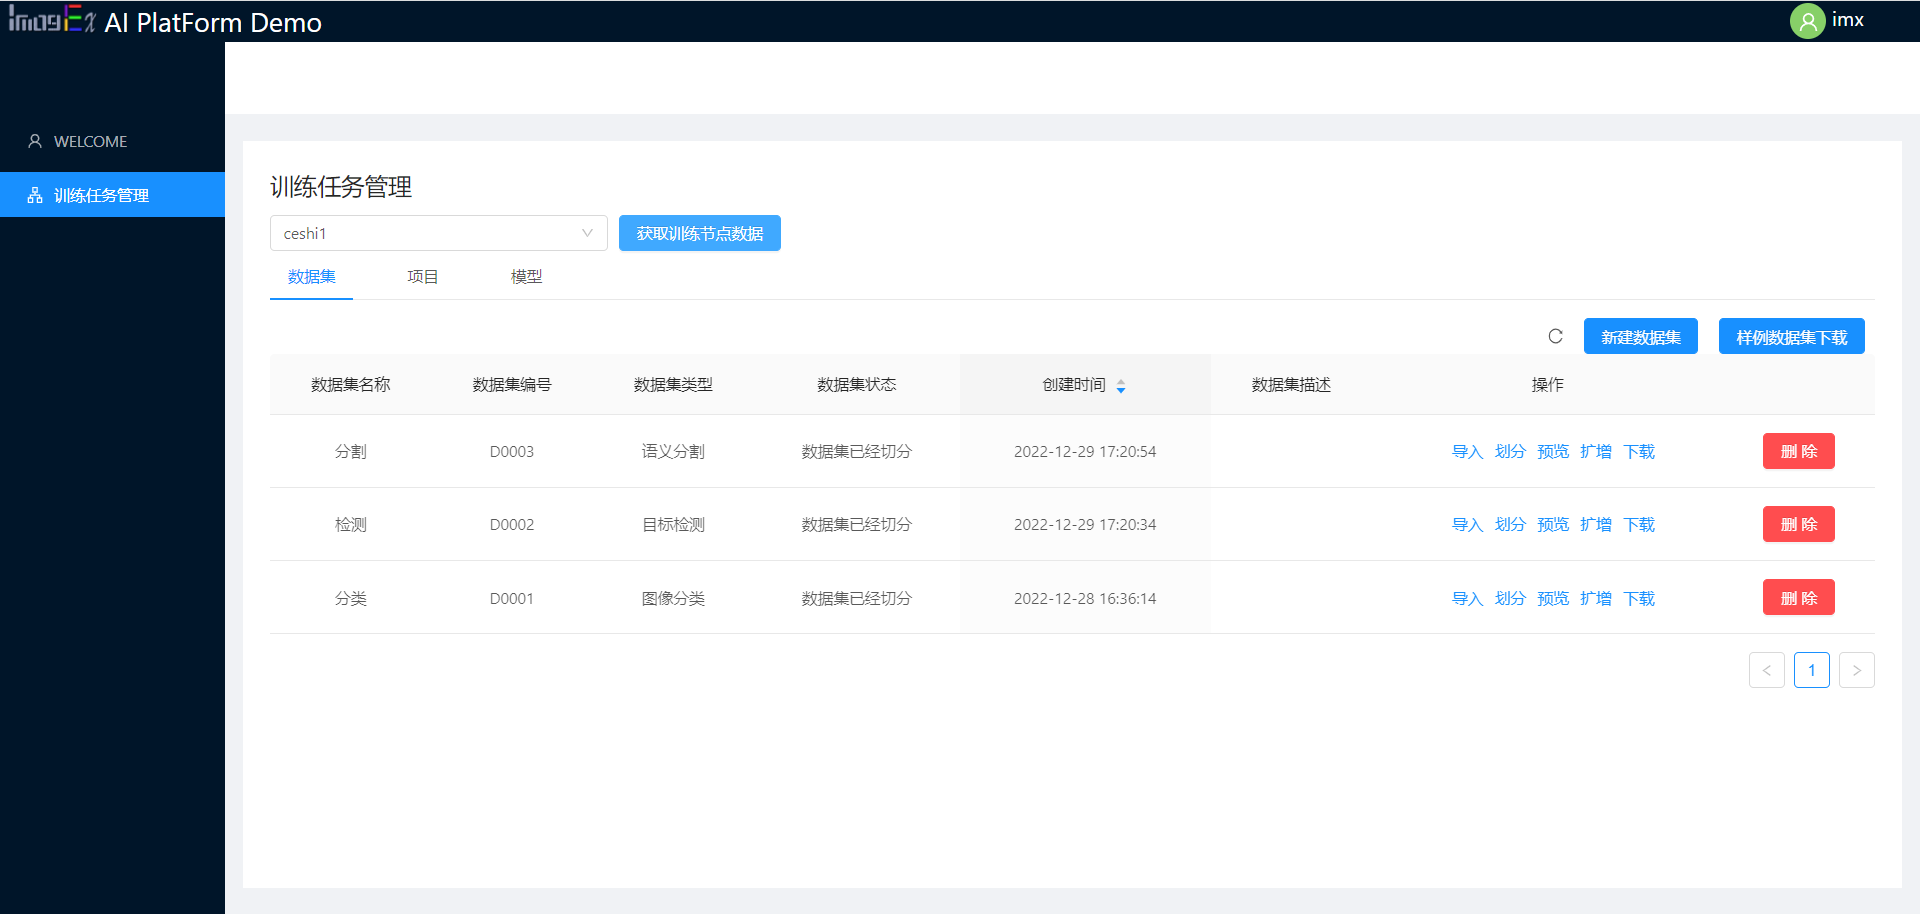 ImagEX AI PlatForm Demo
imx
WELCOME
训练任务管理
训练任务管理
ceshi1
获取训练节点数据
数据集 项目 模型
新建数据集 样例数据集下载
数据集名称 数据集编号 数据集类型 数据集状态 创建时间 数据集描述 操作
分割 D0003 语义分割 数据集已经切分 2022-12-29 17:20:54 导入 划分 预览 扩增 下载 删 除
检测 D0002 目标检测 数据集已经切分 2022-12-29 17:20:34 导入 划分 预览 扩增 下载 删 除
分类 D0001 图像分类 数据集已经切分 2022-12-28 16:36:14 导入 划分 预览 扩增 下载 删 除
< 1 >